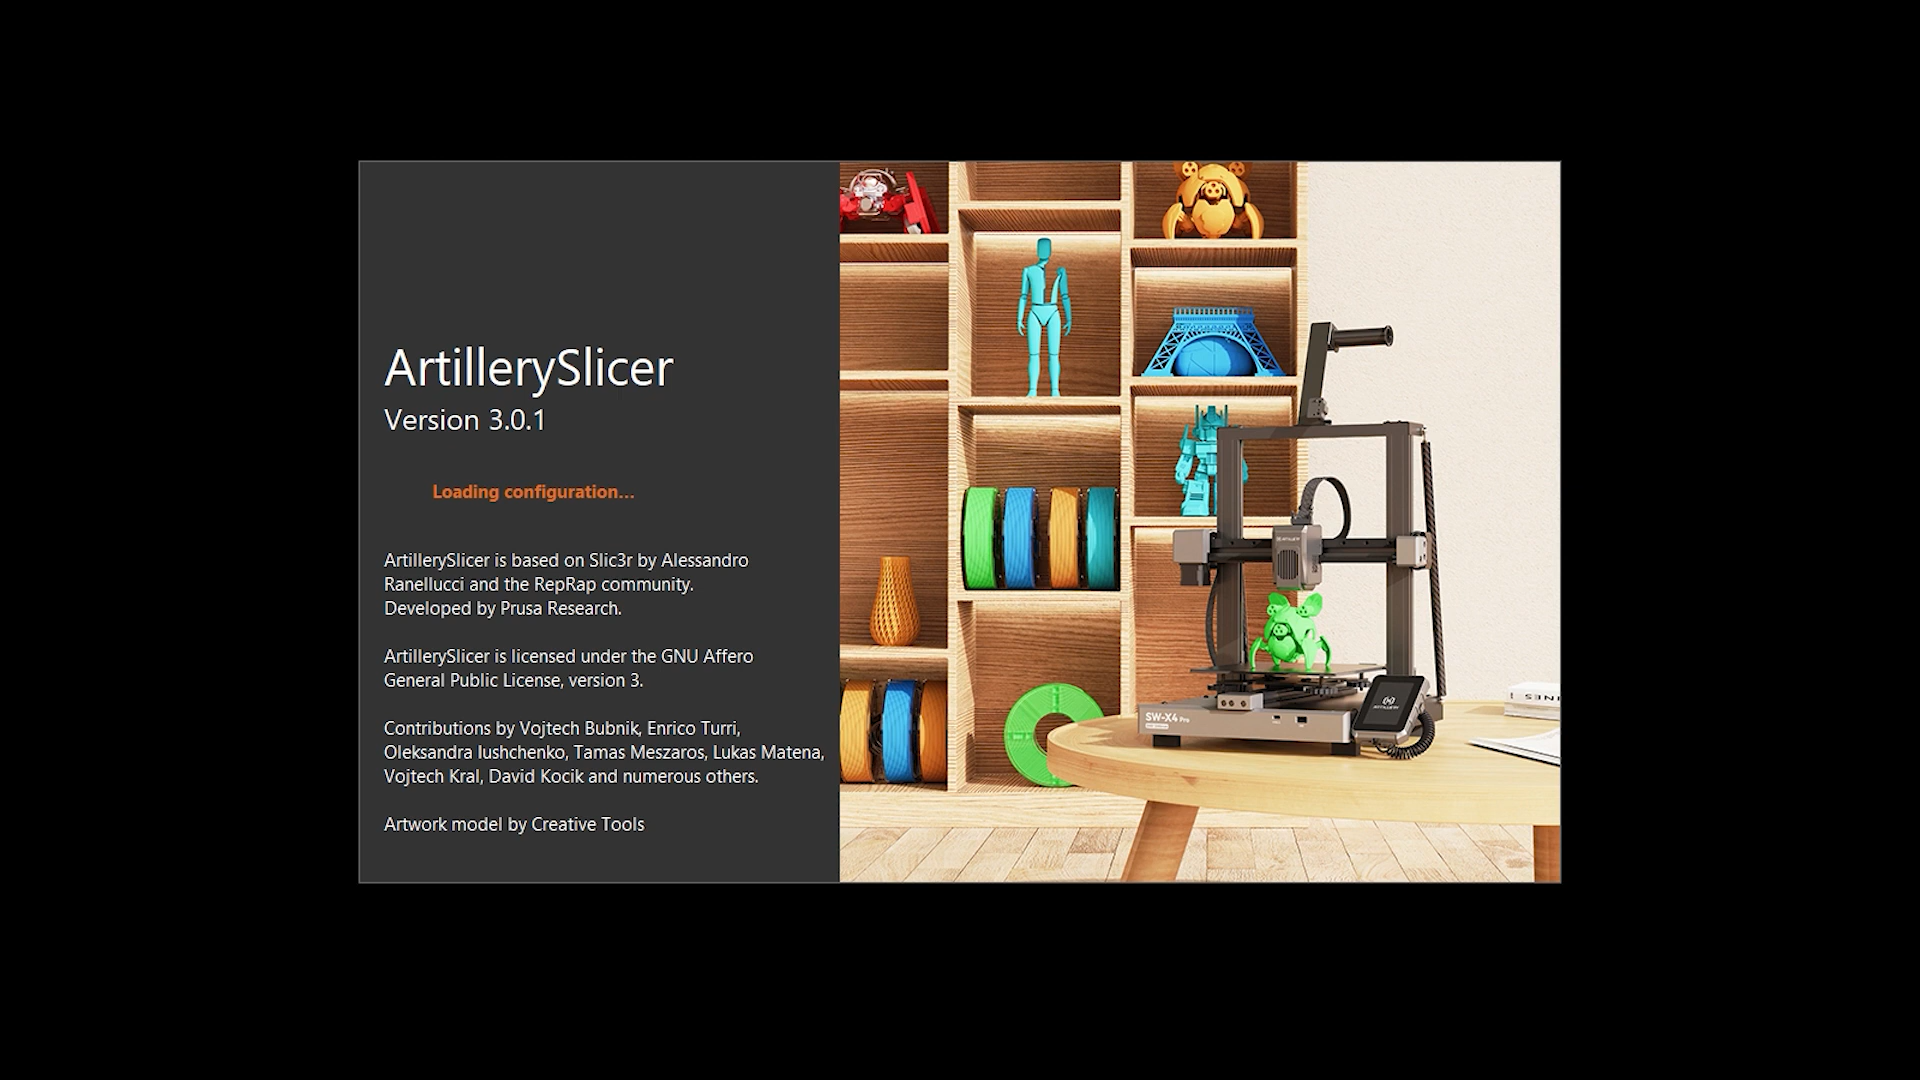 ArtillerySlicer
Version 3.0.1
Loading configuration...
ArtillerySlicer is based on Slic3r by Alessandro
Ranellucci and the RepRap community.
Developed by Prusa Research.
ArtillerySlicer is licensed under the GNU Affero
General Public License, version 3.
Contributions by Vojtech Bubnik, Enrico Turri,
Oleksandra Iushchenko, Tamas Meszaros, Lukas Matena,
Vojtech Kral, David Kocik and numerous others.
Artwork model by Creative Tools
SW-X4 Pro
ARTILLERY